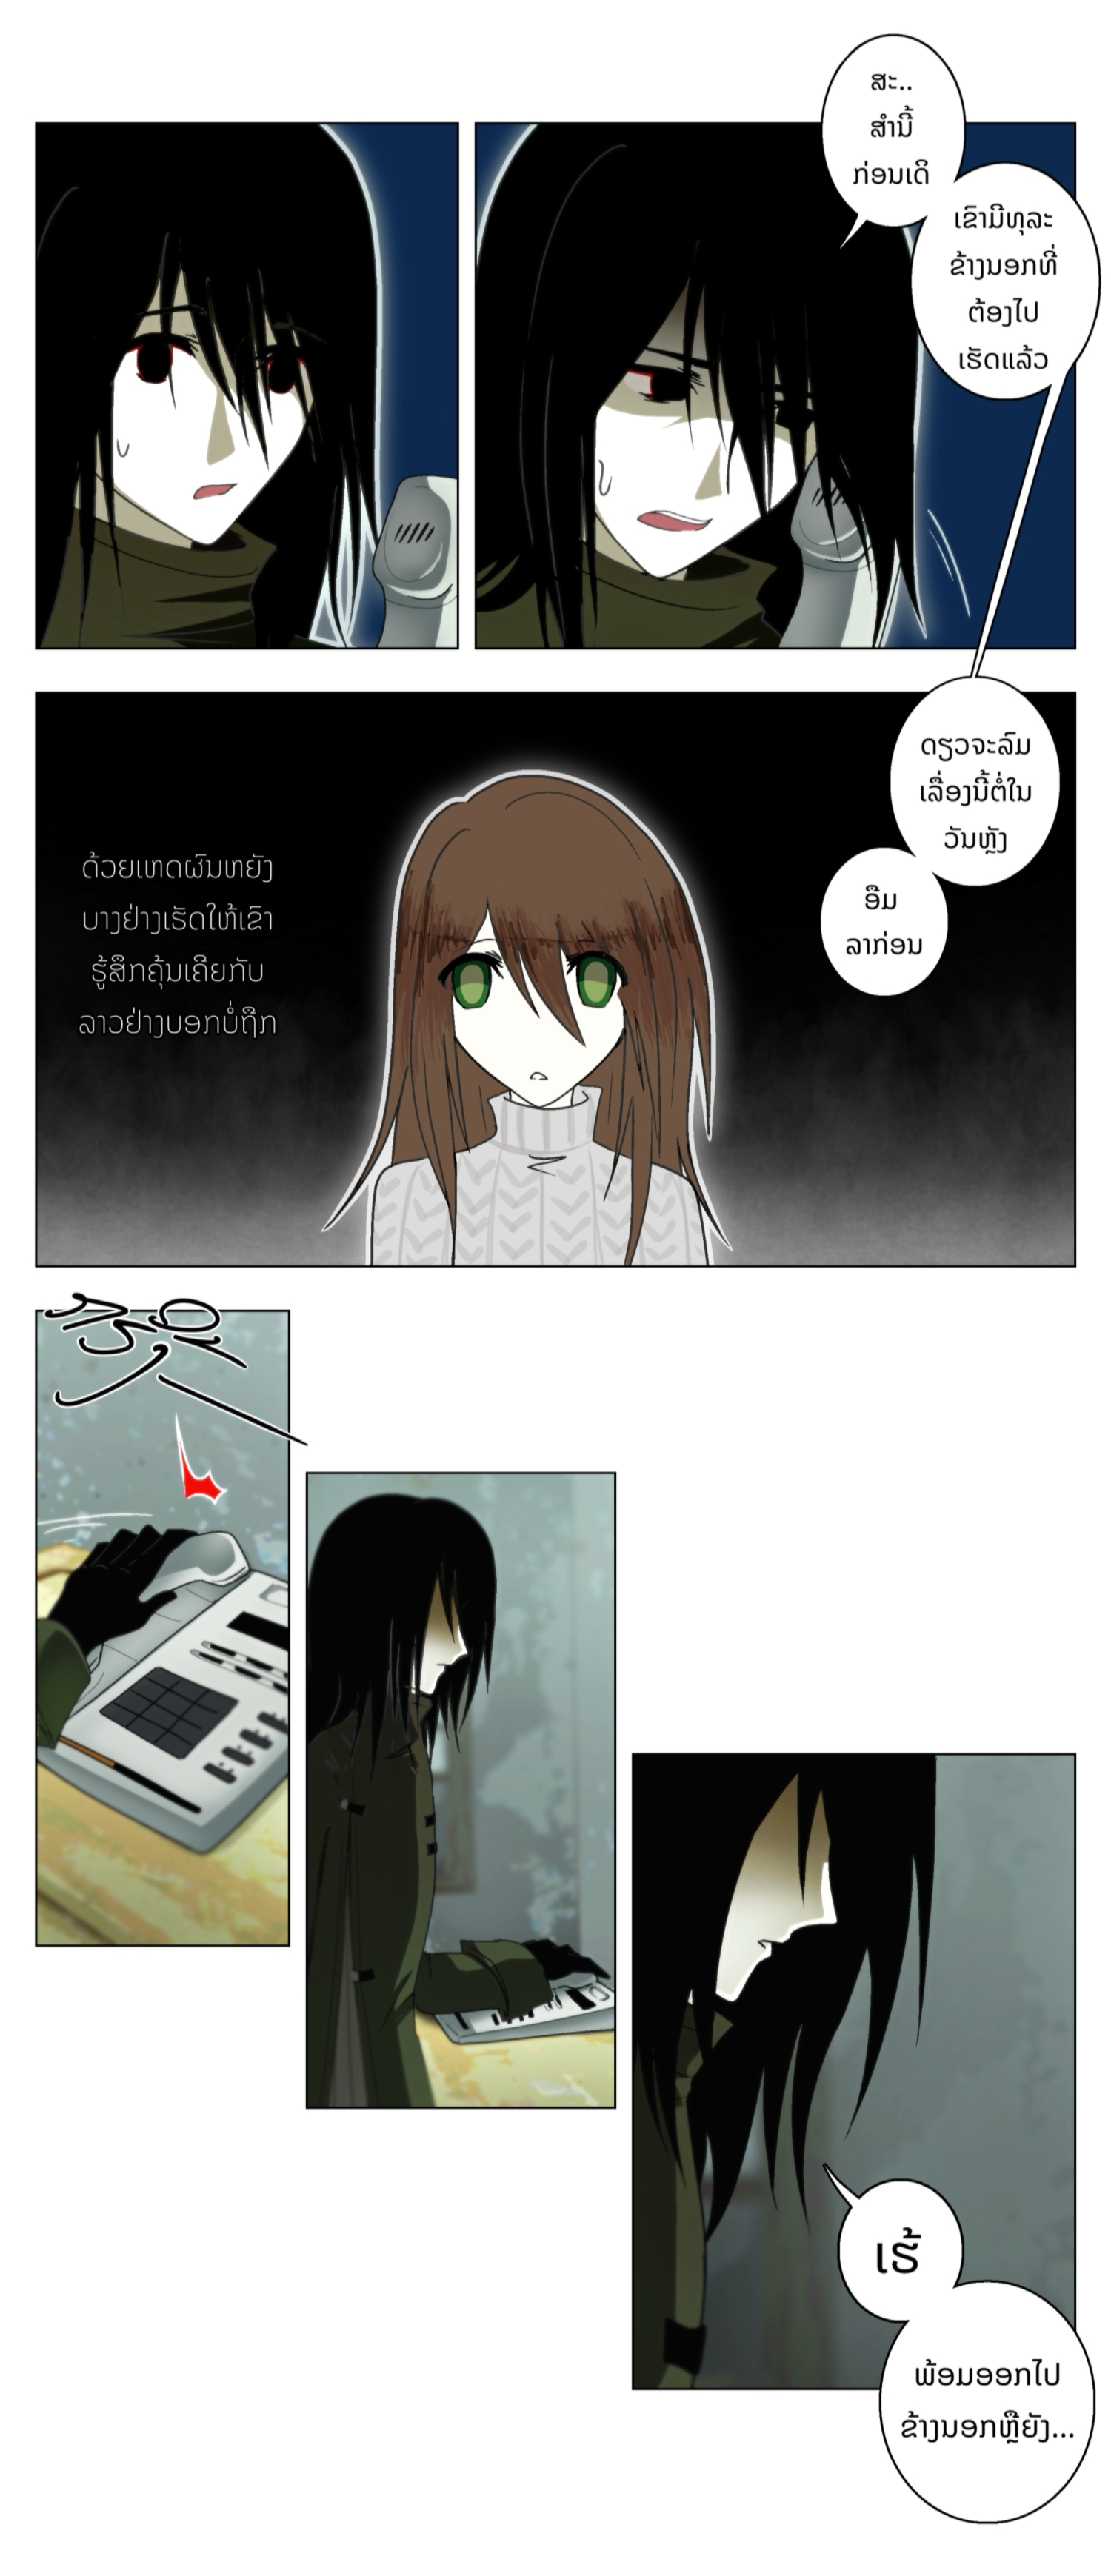 ສະ..
ສຳນີ້
ກ່ອນເດິ
ເຂົາມີທຸລະ
ຂ້າງນອກທີ່
ຕ້ອງໄປ
ເຮັດແລ້ວ
ດຽວຈະລົມ
ເລື່ອງນີ້ຕໍ່ໃນ
ວັນຫຼັງ
ອືມ
ລາກ່ອນ
ດ້ວຍເຫດຜົນຫຍັງ
ບາງຢ່າງເຮັດໃຫ້ເຂົາ
ຮູ້ສຶກຄຸ້ນເຄີຍກັບ
ລາວຢ່າງບອກບໍ່ຖືກ
ເຮ້
ພ້ອມອອກໄປ
ຂ້າງນອກຫຼືຍັງ...